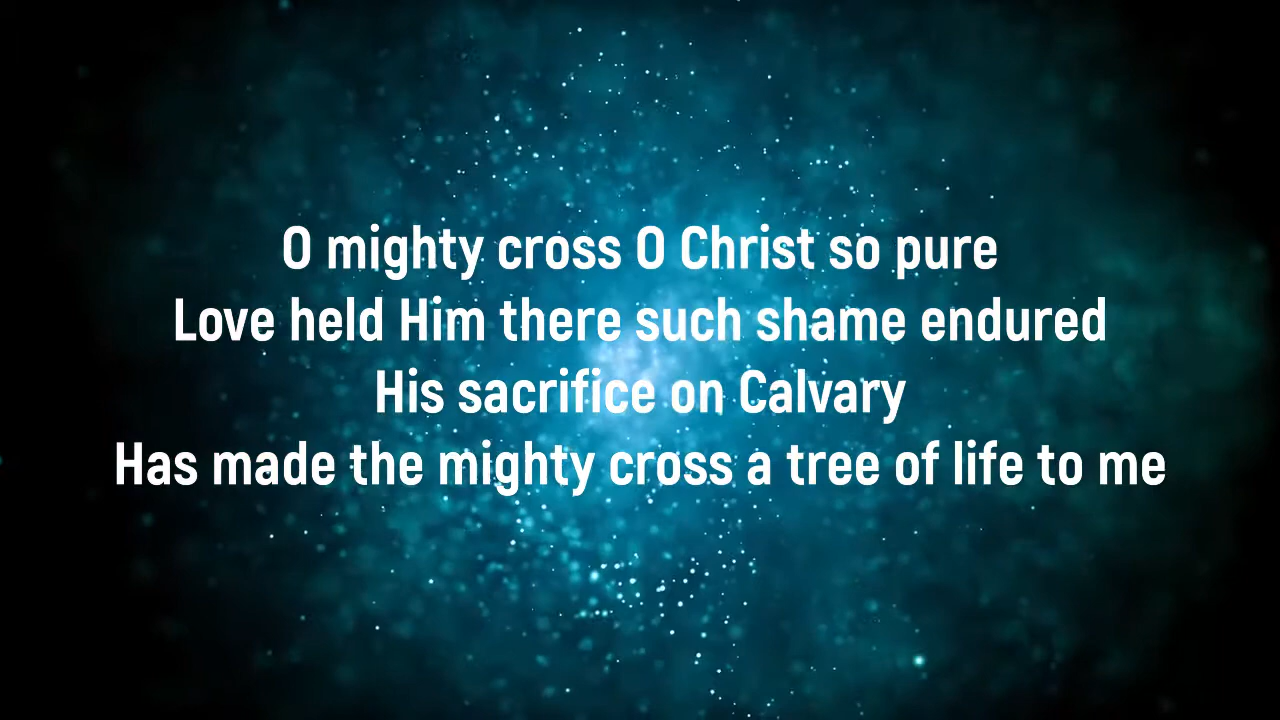 O mighty cross O Christ so pure
Love held Him there such shame endured
His sacrifice on Calvary
Has made the mighty cross a tree of life to me